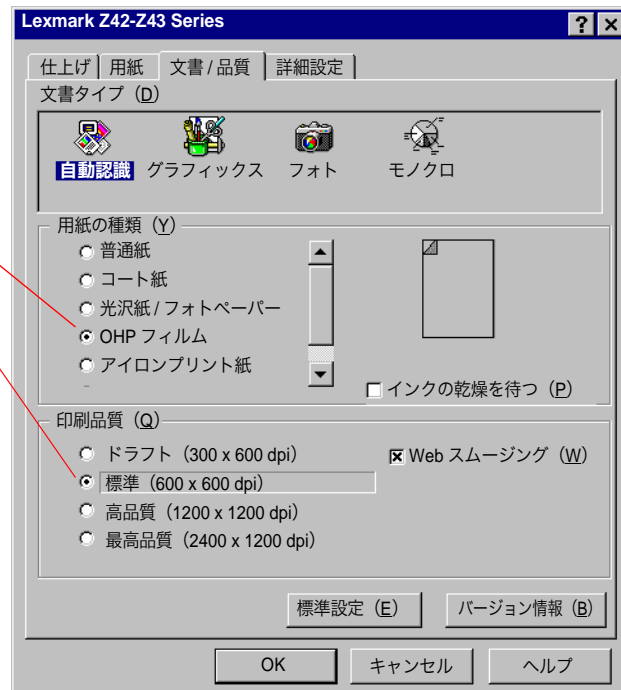 Lexmark Z42-Z43 Series
仕上げ 用紙 文書 / 品質 詳細設定
文書タイプ (D)
自動認識 グラフィックス フォト モノクロ
用紙の種類 (Y)
普通紙
コート紙
光沢紙 / フォトペーパー
OHP フィルム
アイロンプリント紙
インクの乾燥を待つ (P)
印刷品質 (Q)
ドラフト (300 x 600 dpi) Web スムージング (W)
標準 (600 x 600 dpi)
高品質 (1200 x 1200 dpi)
最高品質 (2400 x 1200 dpi)
標準設定 (E) バージョン情報 (B)
OK キャンセル ヘルプ